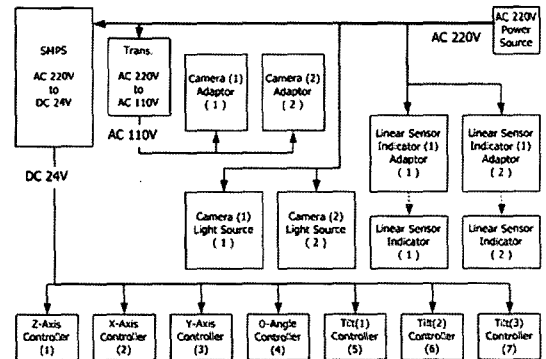 SHPS
AC 220V
to
DC 24V
Trans.
AC 220V
to
AC 110V
AC 110V
Camera (1)
Adaptor
( 1 )
Camera (2)
Adaptor
( 2 )
AC 220V
AC 220V
Power
Source
Linear Sensor
Indicator (1)
Adaptor
( 1 )
Linear Sensor
Indicator (1)
Adaptor
( 2 )
DC 24V
Camera (1)
Light Source
( 1 )
Camera (2)
Light Source
( 2 )
Linear Sensor
Indicator
( 1 )
Linear Sensor
Indicator
( 2 )
Z-Axis
Controller
(1)
X-Axis
Controller
(2)
Y-Axis
Controller
(3)
O-Angle
Controller
(4)
Tilt(1)
Controller
(5)
Tilt(2)
Controller
(6)
Tilt(3)
Controller
(7)